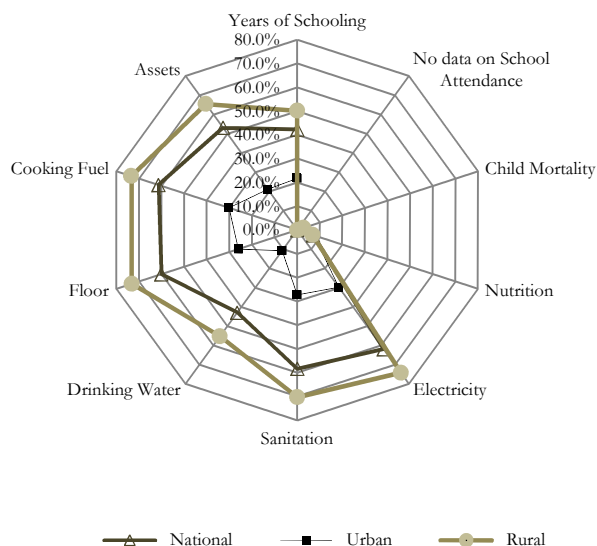 Years of Schooling
80.0%
70.0%
60.0%
50.0%
40.0%
30.0%
20.0%
10.0%
0.0%
No data on School
Attendance
Child Mortality
Nutrition
Electricity
Sanitation
Drinking Water
Floor
Cooking Fuel
Assets
National
Urban
Rural